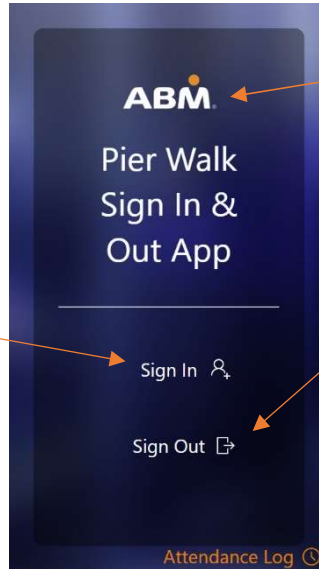 ABM.
Pier Walk
Sign In &
Out App
Sign In
Sign Out
Attendance Log